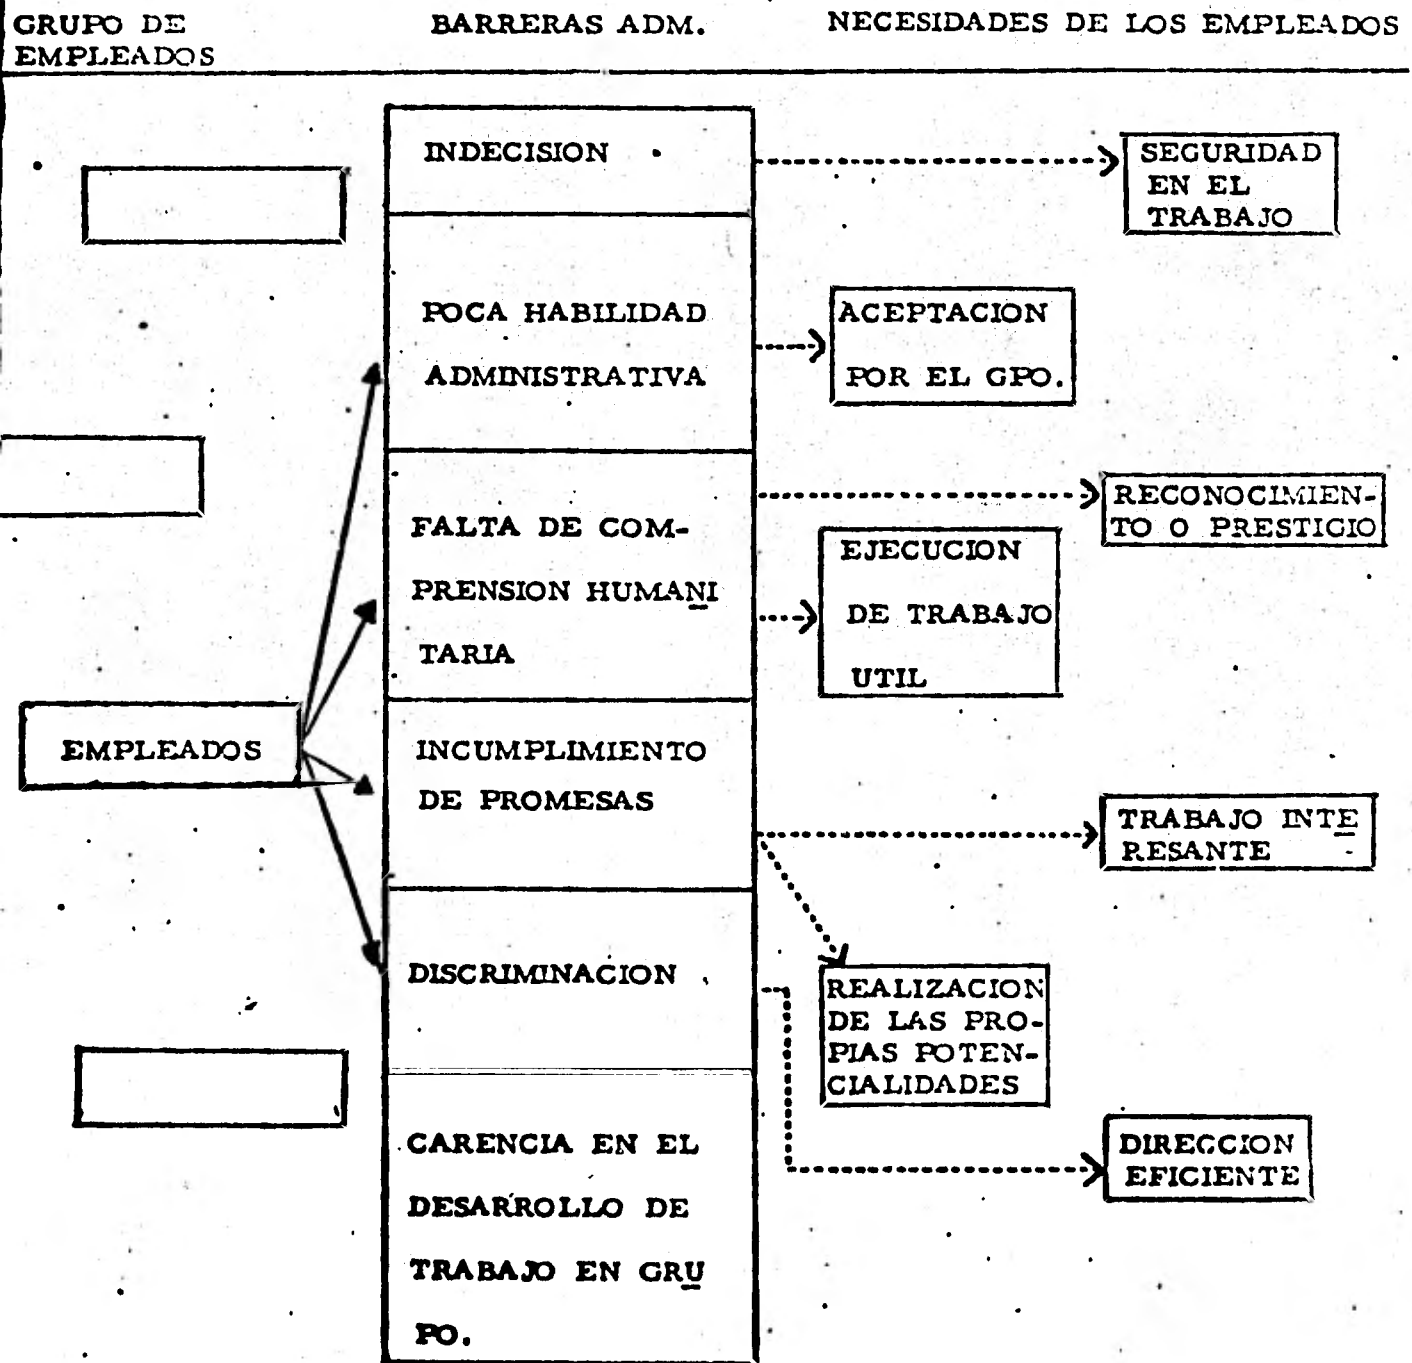 GRUPO DE
EMPLEADOS
BARRERAS ADM.
NECESIDADES DE LOS EMPLEADOS
INDECISION
POCA HABILIDAD
ADMINISTRATIVA
FALTA DE COM-
PRENSION HUMANI
TARIA
INCUMPLIMIENTO
DE PROMESAS
DISCRIMINACION
CARENCIA EN EL
DESARROLLO DE
TRABAJO EN GRU
PO.
EMPLEADOS
SEGURIDAD
EN EL
TRABAJO
ACEPTACION
POR EL GPO.
RECONOCIMIEN-
TO O PRESTIGIO
EJECUCION
DE TRABAJO
UTIL
TRABAJO INTE
RESANTE
REALIZACION
DE LAS PRO-
PIAS POTEN-
CIALIDADES
DIRECCION
EFICIENTE